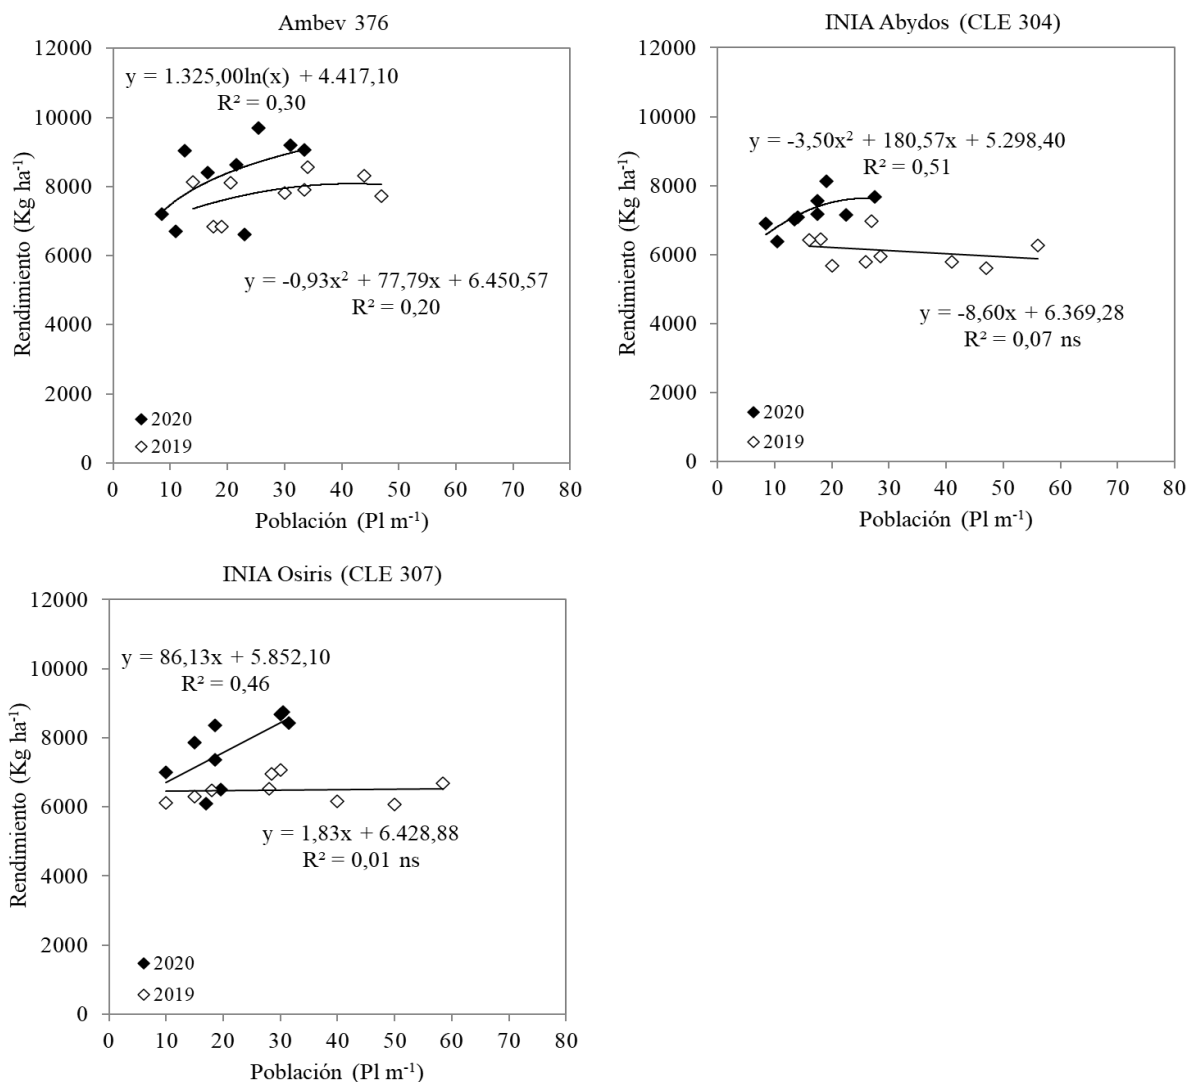 Ambev 376
12000
10000
8000
6000
4000
2000
0
Rendimiento (Kg ha⁻¹)
y = 1.325,00ln(x) + 4.417,10
R² = 0,30
y = -0,93x² + 77,79x + 6.450,57
R² = 0,20
2020
2019
0 10 20 30 40 50 60 70 80
Población (Pl m⁻¹)
INIA Abydos (CLE 304)
12000
10000
8000
6000
4000
2000
0
Rendimiento (Kg ha⁻¹)
y = -3,50x² + 180,57x + 5.298,40
R² = 0,51
y = -8,60x + 6.369,28
R² = 0,07 ns
2020
2019
0 10 20 30 40 50 60 70 80
Población (Pl m⁻¹)
INIA Osiris (CLE 307)
12000
10000
8000
6000
4000
2000
0
Rendimiento (Kg ha⁻¹)
y = 86,13x + 5.852,10
R² = 0,46
y = 1,83x + 6.428,88
R² = 0,01 ns
2020
2019
0 10 20 30 40 50 60 70 80
Población (Pl m⁻¹)